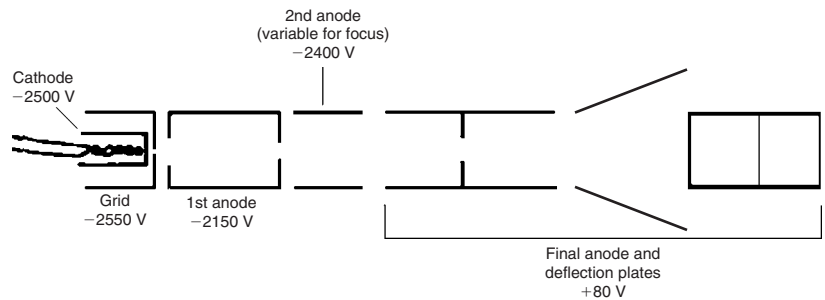 2nd anode
(variable for focus)
−2400 V
Cathode
−2500 V
Grid
−2550 V
1st anode
−2150 V
Final anode and
deflection plates
+80 V